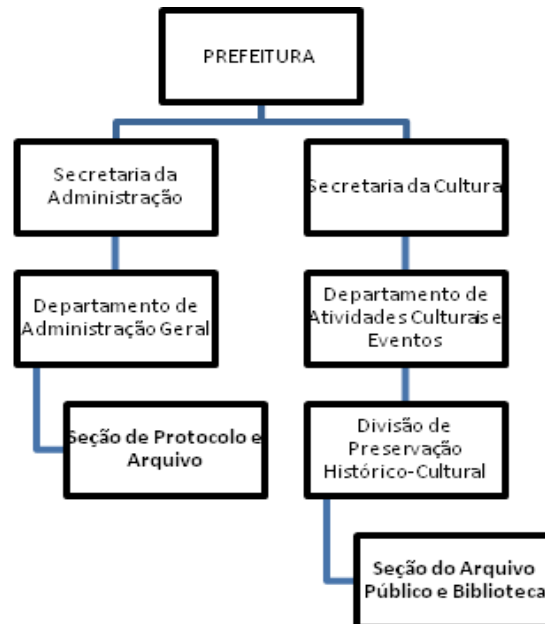 PREFEITURA
Secretaria da
Administração
Secretaria da Cultura
Departamento de
Administração Geral
Departamento de
Atividades Culturais e
Eventos
Seção de Protocolo e
Arquivo
Divisão de
Preservação
Histórico-Cultural
Seção do Arquivo
Público e Biblioteca